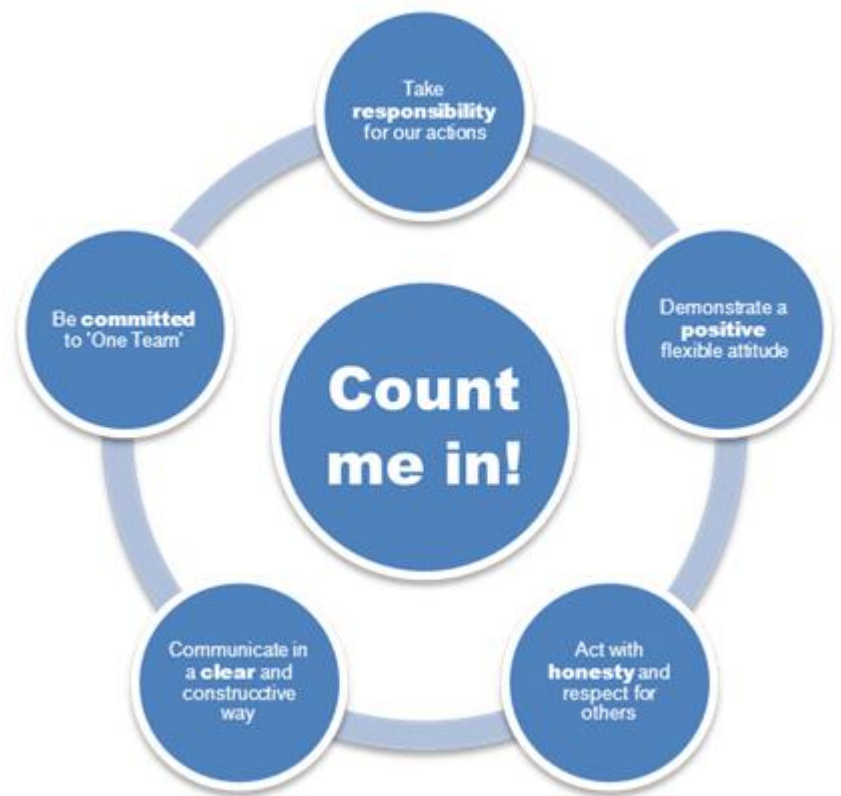 Take
responsibility
for our actions
Demonstrate a
positive
flexible attitude
Act with
honesty and
respect for
others
Communicate in
a clear and
construcctive
way
Be committed
to 'One Team'
Count
me in!